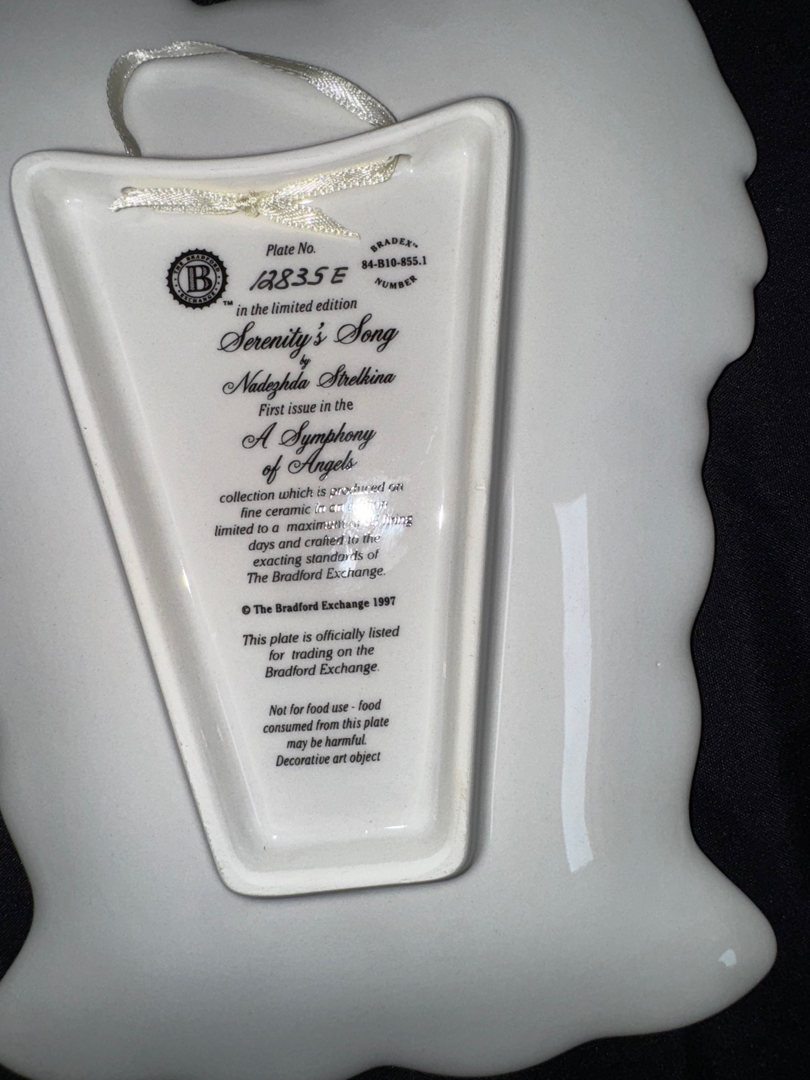 Plate No.
12835E
BRADEX™
84-B10-855.1
NUMBER
THE BRADFORD
B
EXCHANGE
™
in the limited edition
Serenity's Song
by
Nadezhda Strelkina
First issue in the
A Symphony
of Angels
collection which is produced on
fine ceramic in an
limited to a maximum of firing
days and crafted to the
exacting standards of
The Bradford Exchange.
© The Bradford Exchange 1997
This plate is officially listed
for trading on the
Bradford Exchange.
Not for food use - food
consumed from this plate
may be harmful.
Decorative art object